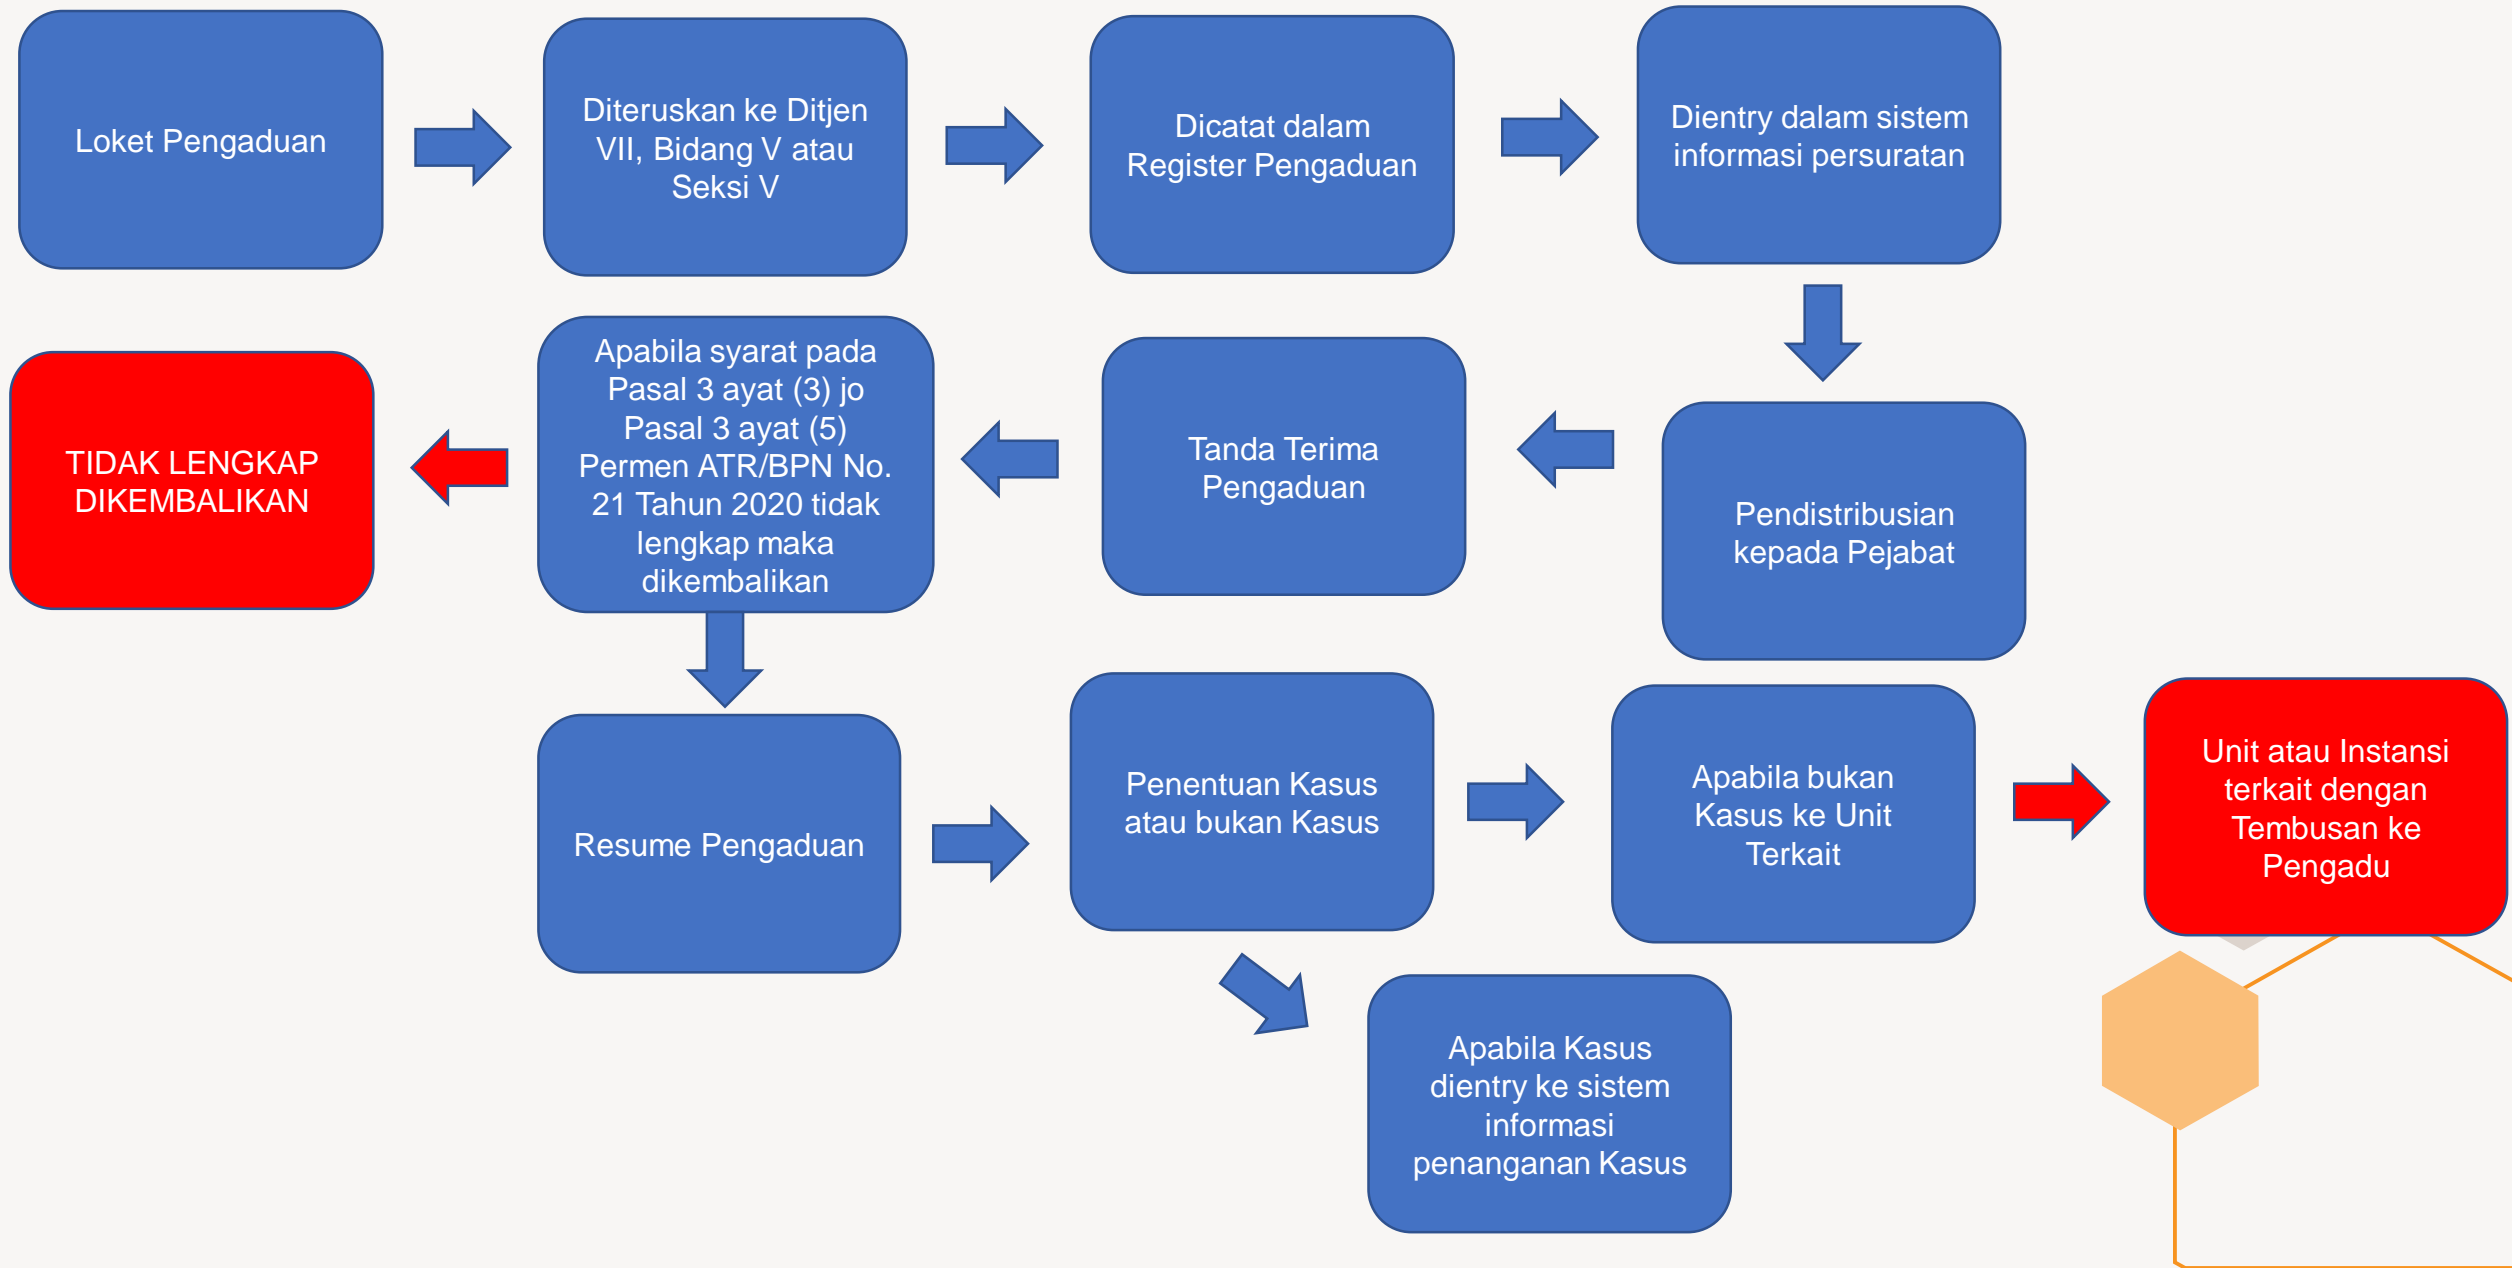 Loket Pengaduan
Diteruskan ke Ditjen
VII, Bidang V atau
Seksi V
Dicatat dalam
Register Pengaduan
Dientry dalam sistem
informasi persuratan
Pendistribusian
kepada Pejabat
Tanda Terima
Pengaduan
Apabila syarat pada
Pasal 3 ayat (3) jo
Pasal 3 ayat (5)
Permen ATR/BPN No.
21 Tahun 2020 tidak
lengkap maka
dikembalikan
TIDAK LENGKAP
DIKEMBALIKAN
Resume Pengaduan
Penentuan Kasus
atau bukan Kasus
Apabila bukan
Kasus ke Unit
Terkait
Unit atau Instansi
terkait dengan
Tembusan ke
Pengadu
Apabila Kasus
dientry ke sistem
informasi
penanganan Kasus